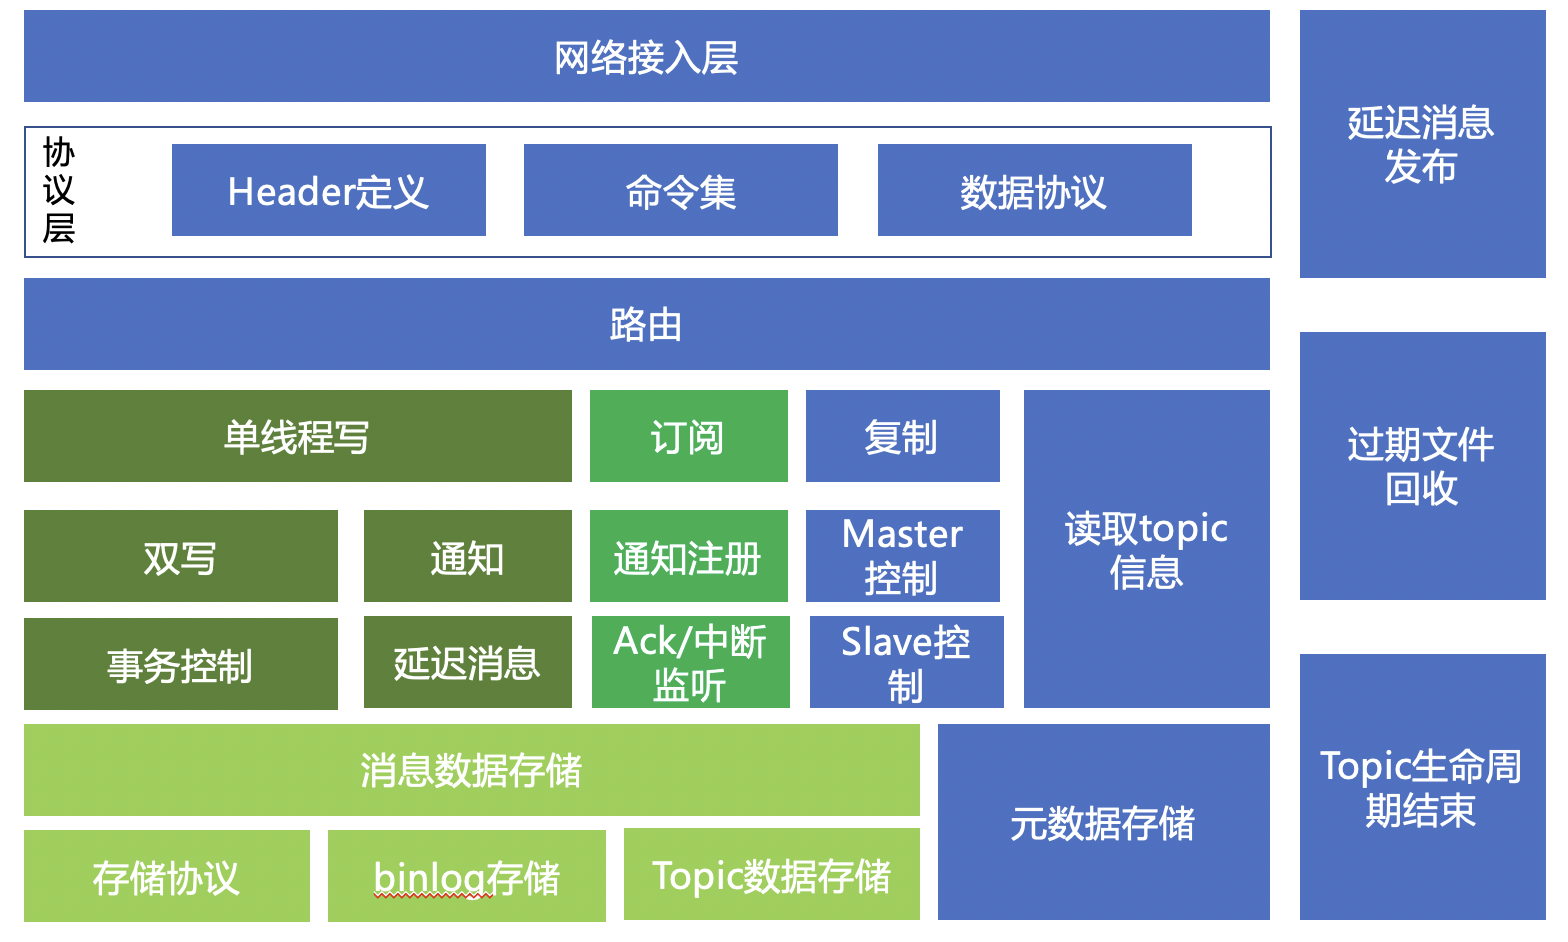 网络接入层
协
议
层
Header定义
命令集
数据协议
路由
单线程写
订阅
复制
读取topic
信息
双写
通知
通知注册
Master
控制
事务控制
延迟消息
Ack/中断
监听
Slave控
制
消息数据存储
元数据存储
存储协议
binlog存储
Topic数据存储
延迟消息
发布
过期文件
回收
Topic生命周
期结束